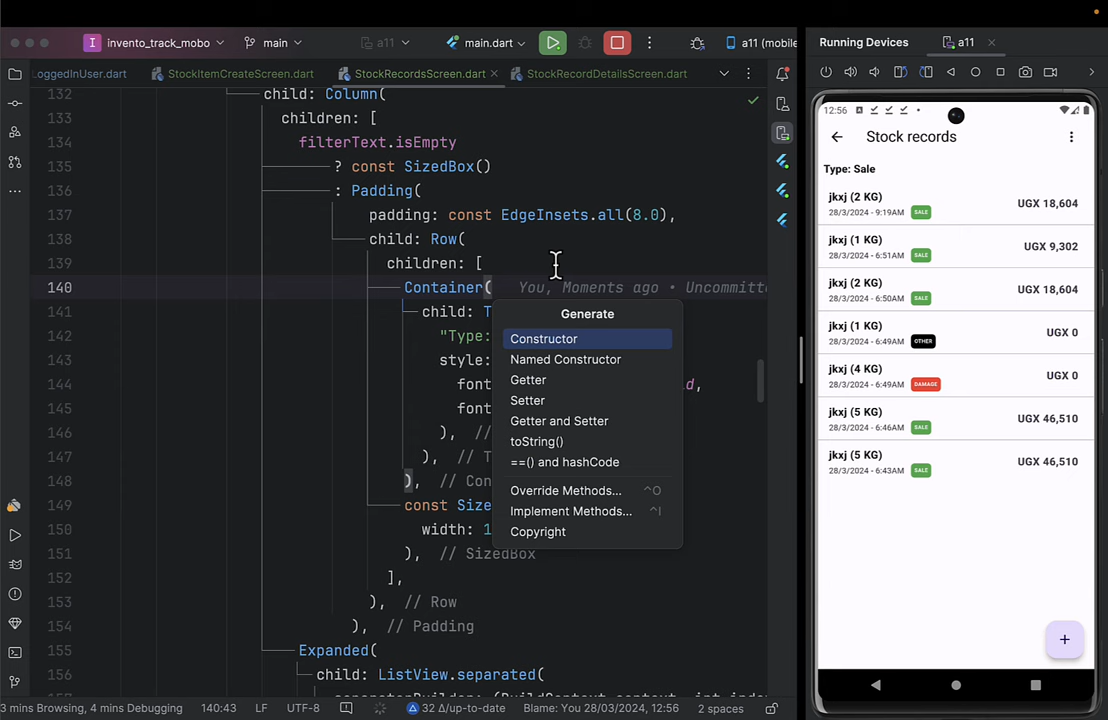 I invento_track_mobo main a11 main.dart a11 (mobile Running Devices a11
.oggedInUser.dart StockItemCreateScreen.dart StockRecordsScreen.dart StockRecordDetailsScreen.dart
132 child: Column(
133 children: [
134 filterText.isEmpty
135 ? const SizedBox()
136 : Padding(
137 padding: const EdgeInsets.all(8.0),
138 child: Row(
139 children: [
140 Container( You, Moments ago • Uncommitte
141 child: T
142 "Type:
143 style:
144 font d,
145 font
146 ), //
147 ), // T
148 ), // Con
149 const Size
150 width: 1
151 ), // SizedBox
152 ],
153 ), // Row
154 ), // Padding
155 Expanded(
156 child: ListView.separated(
Generate
Constructor
Named Constructor
Getter
Setter
Getter and Setter
toString()
==() and hashCode
Override Methods... ^O
Implement Methods... ^I
Copyright
12:56
Stock records
Type: Sale
jkxj (2 KG) UGX 18,604
28/3/2024 - 9:19AM SALE
jkxj (1 KG) UGX 9,302
28/3/2024 - 6:51AM SALE
jkxj (2 KG) UGX 18,604
28/3/2024 - 6:50AM SALE
jkxj (1 KG) UGX 0
28/3/2024 - 6:49AM OTHER
jkxj (4 KG) UGX 0
28/3/2024 - 6:49AM DAMAGE
jkxj (5 KG) UGX 46,510
28/3/2024 - 6:46AM SALE
jkxj (5 KG) UGX 46,510
28/3/2024 - 6:43AM SALE
+
3 mins Browsing, 4 mins Debugging 140:43 LF UTF-8 32 Δ/up-to-date Blame: You 28/03/2024, 12:56 2 spaces